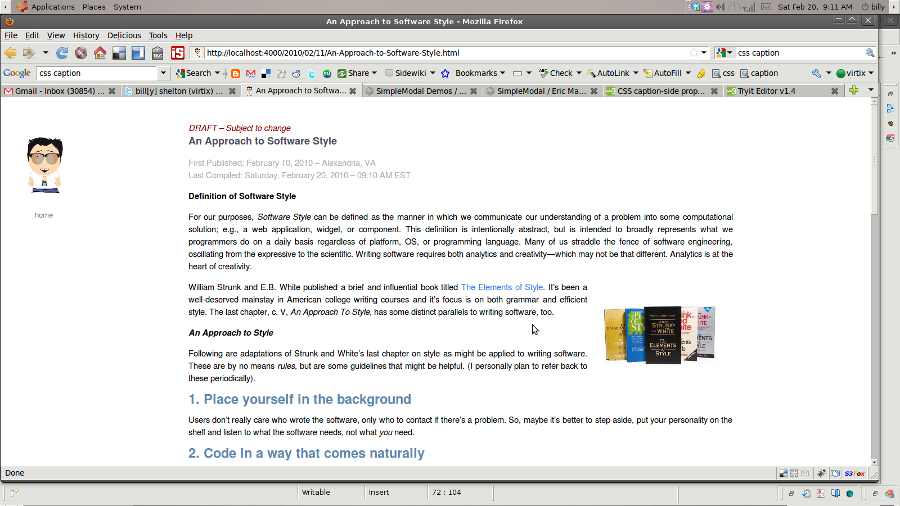 Applications Places System Sat Feb 20, 9:11 AM billy
An Approach to Software Style - Mozilla Firefox
File Edit View History Delicious Tools Help
http://localhost:4000/2010/02/11/An-Approach-to-Software-Style.html css caption
Google css caption Search Share Sidewiki Bookmarks Check AutoLink AutoFill css caption virtix
Gmail - Inbox (30854) ... bill[y] shelton (virtix) ... An Approach to Softwa... SimpleModal Demos / ... SimpleModal / Eric Ma... CSS caption-side prop... Tryit Editor v1.4
DRAFT – Subject to change
An Approach to Software Style
First Published: February 10, 2010 – Alexandria, VA
Last Compiled: Saturday, February 20. 2010 – 09:10 AM EST
home
Definition of Software Style
For our purposes, Software Style can be defined as the manner in which we communicate our understanding of a problem into some computational
solution; e.g., a web application, widget, or component. This definition is intentionally abstract, but is intended to broadly represents what we
programmers do on a daily basis regardless of platform, OS, or programming language. Many of us straddle the fence of software engineering,
oscillating from the expressive to the scientific. Writing software requires both analytics and creativity—which may not be that different. Analytics is at the
heart of creativity.
William Strunk and E.B. White published a brief and influential book titled The Elements of Style. It's been a
well-deserved mainstay in American college writing courses and it's focus is on both grammar and efficient
style. The last chapter, c. V, An Approach To Style, has some distinct parallels to writing software, too.
STRUNK
AND WHITE
THE
ELEMENTS
OF
STYLE
An Approach to Style
Following are adaptations of Strunk and White's last chapter on style as might be applied to writing software.
These are by no means rules, but are some guidelines that might be helpful. (I personally plan to refer back to
these periodically).
1. Place yourself in the background
Users don't really care who wrote the software, only who to contact if there's a problem. So, maybe it's better to step aside, put your personality on the
shelf and listen to what the software needs, not what you need.
2. Code in a way that comes naturally
Done S3Fox
Writable Insert 72 : 104